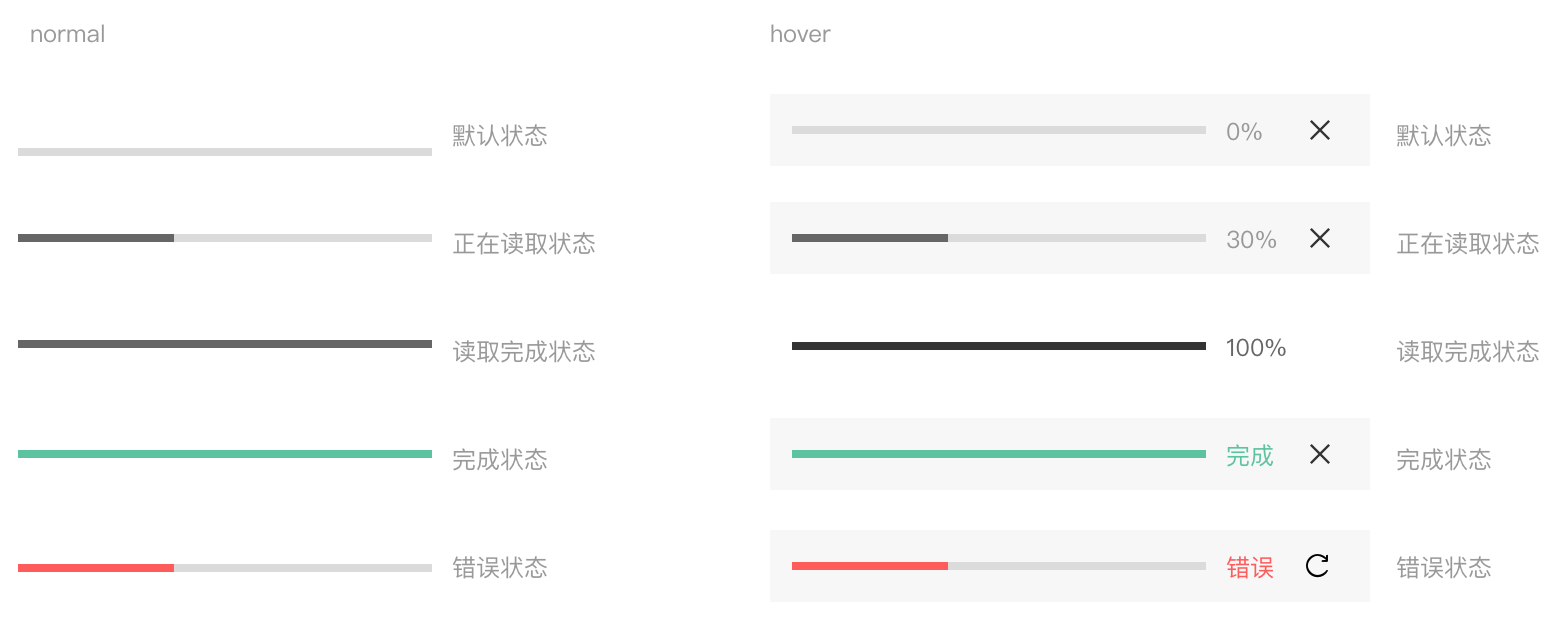 normal
hover
默认状态
0%
默认状态
正在读取状态
30%
正在读取状态
读取完成状态
100%
读取完成状态
完成状态
完成
完成状态
错误状态
错误
错误状态